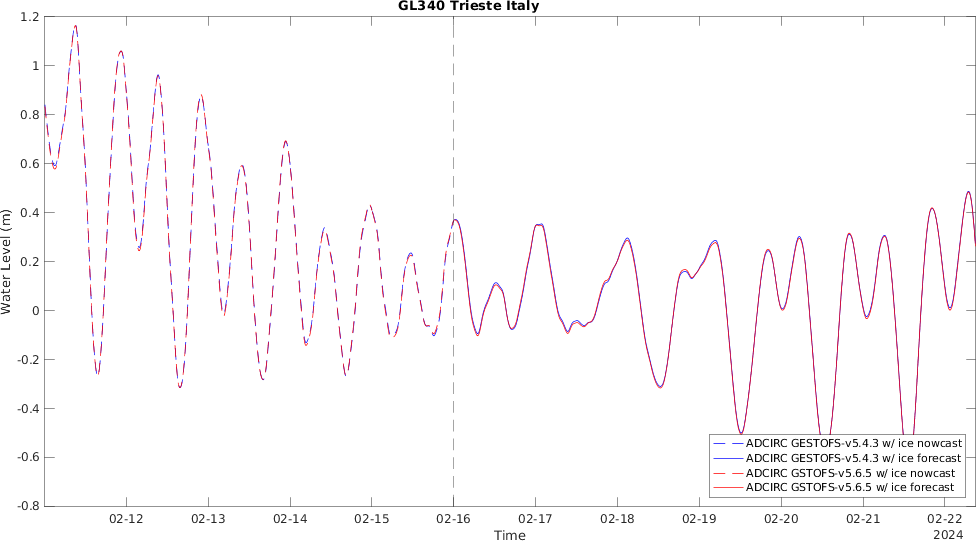 GL340 Trieste Italy
1.2
1
0.8
0.6
0.4
0.2
0
-0.2
-0.4
-0.6
-0.8
Water Level (m)
ADCIRC GESTOFS-v5.4.3 w/ ice nowcast
ADCIRC GESTOFS-v5.4.3 w/ ice forecast
ADCIRC GSTOFS-v5.6.5 w/ ice nowcast
ADCIRC GSTOFS-v5.6.5 w/ ice forecast
02-12 02-13 02-14 02-15 02-16 02-17 02-18 02-19 02-20 02-21 02-22
Time
2024